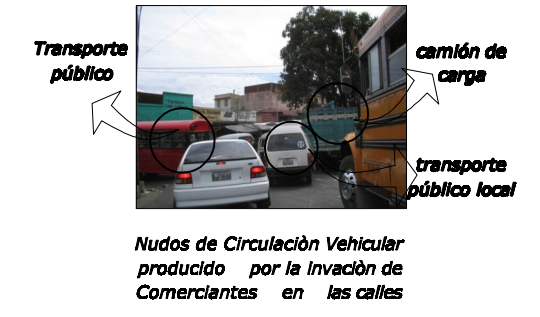 Transporte
público
camión de
carga
transporte
público local
Nudos de Circulaciòn Vehicular
producido por la invaciòn de
Comerciantes en las calles